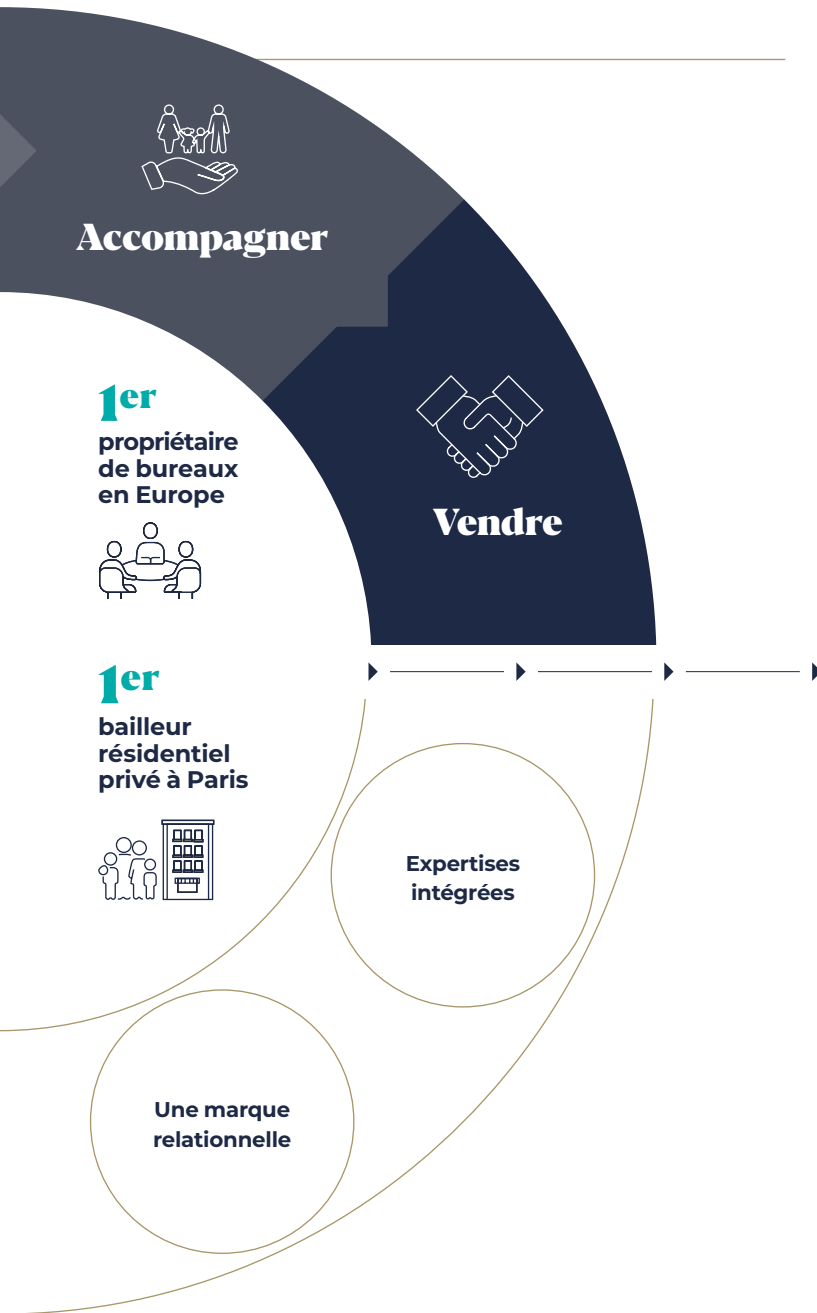 Accompagner
1er
propriétaire
de bureaux
en Europe
Vendre
1er
bailleur
résidentiel
privé à Paris
Expertises
intégrées
Une marque
relationnelle